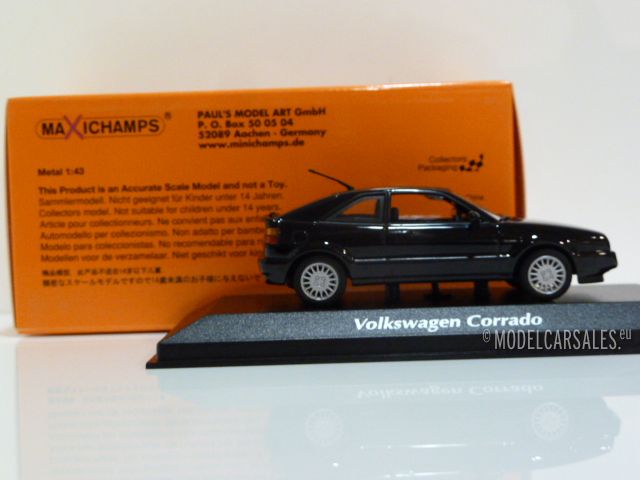 MAXICHAMPS®
PAUL'S MODEL ART GmbH
P. O. Box 50 05 04
52089 Aachen - Germany
www.minichamps.de
Metal 1:43
Collectors
Packaging
This Product is an Accurate Scale Model and not a Toy.
Sammlermodell. Nicht geeignet für Kinder unter 14 Jahren.
Collectors model. Not suitable for children under 14 years.
Article pour collectionneurs. Ne convient pas aux
Automodello per collezionismo. Non adatto per bambi
Modelo para coleccionistas. No recomendable para
Modellen voor de verzamelaar. Niet geschikt voor
Volkswagen Corrado
©MODELCARSALES.eu